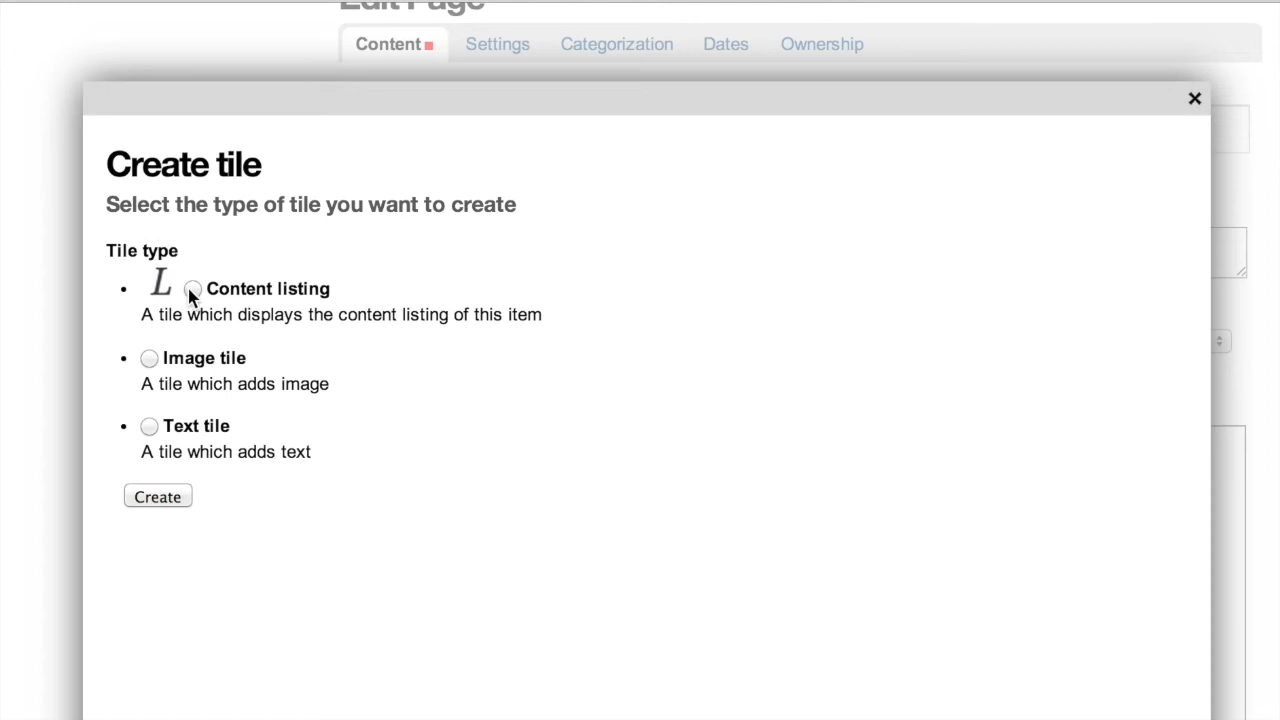 Edit Page
Content Settings Categorization Dates Ownership
Create tile
Select the type of tile you want to create
Tile type
L Content listing
A tile which displays the content listing of this item
Image tile
A tile which adds image
Text tile
A tile which adds text
Create